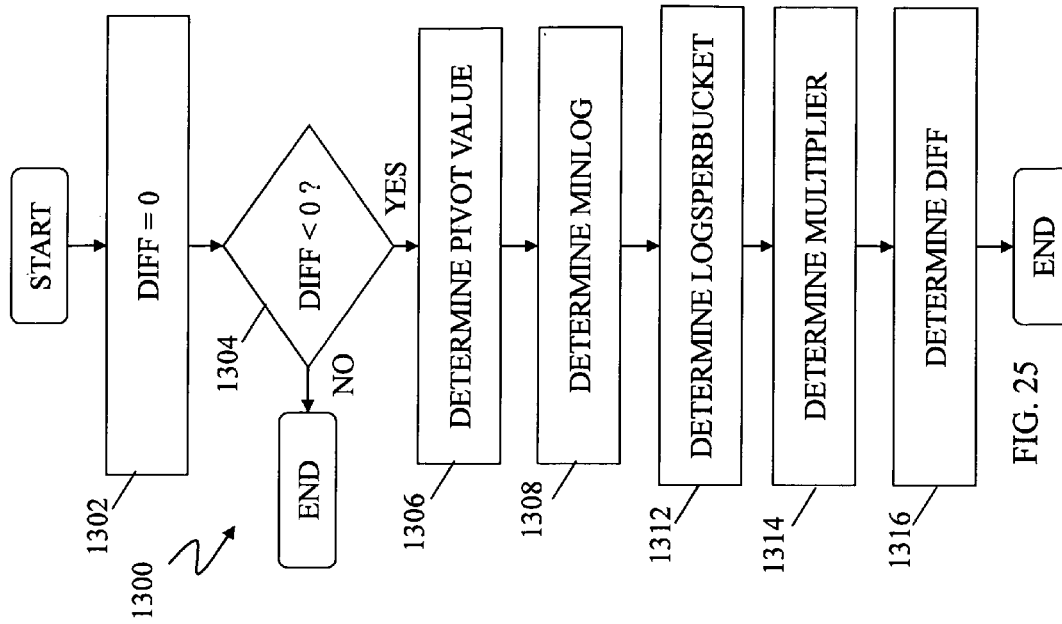 1300
START
1302
DIFF = 0
1304
DIFF < 0 ?
NO
YES
END
1306
DETERMINE PIVOT VALUE
1308
DETERMINE MINLOG
1312
DETERMINE LOGSPERBUCKET
1314
DETERMINE MULTIPLIER
1316
DETERMINE DIFF
END
FIG. 25